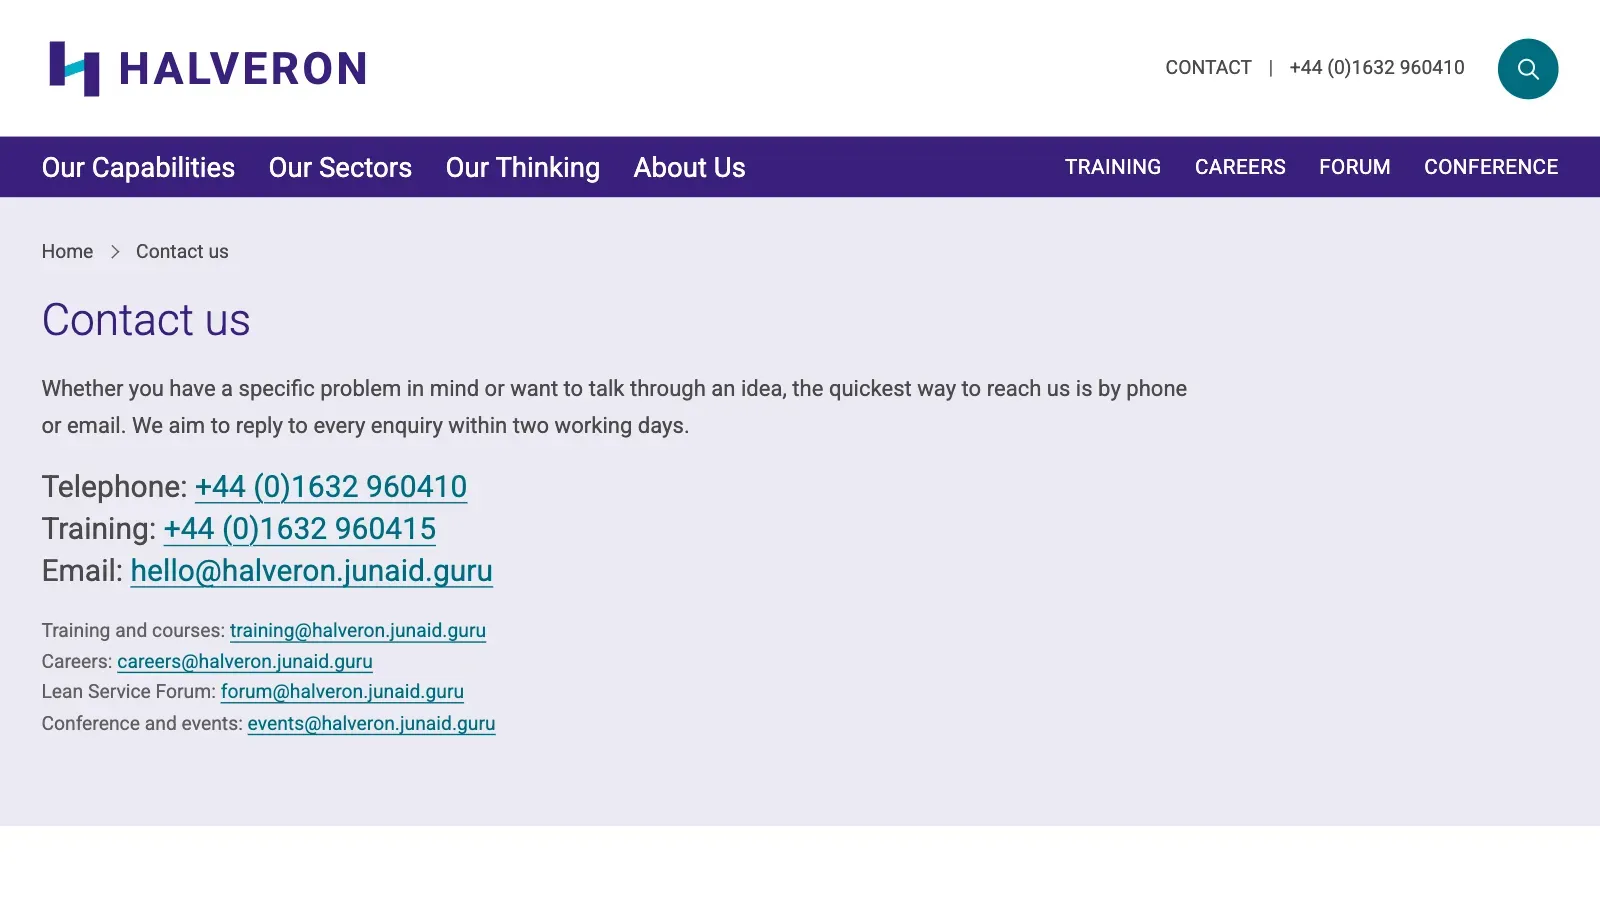 HALVERON
CONTACT | +44 (0)1632 960410
Our Capabilities Our Sectors Our Thinking About Us TRAINING CAREERS FORUM CONFERENCE
Home > Contact us
Contact us
Whether you have a specific problem in mind or want to talk through an idea, the quickest way to reach us is by phone
or email. We aim to reply to every enquiry within two working days.
Telephone: +44 (0)1632 960410
Training: +44 (0)1632 960415
Email: hello@halveron.junaid.guru
Training and courses: training@halveron.junaid.guru
Careers: careers@halveron.junaid.guru
Lean Service Forum: forum@halveron.junaid.guru
Conference and events: events@halveron.junaid.guru